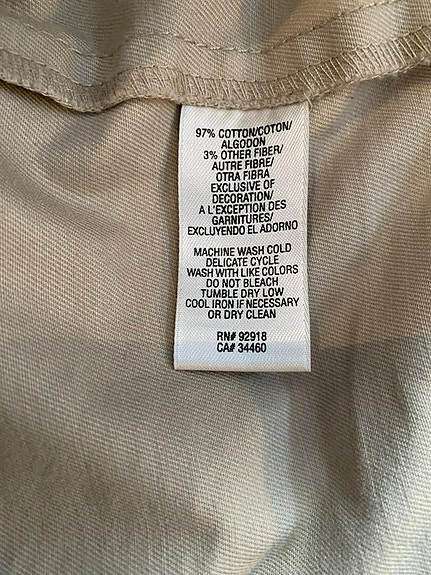 97% COTTON/COTON/
ALGODON
3% OTHER FIBER/
AUTRE FIBRE/
OTRA FIBRA
EXCLUSIVE OF
DECORATION/
A L'EXCEPTION DES
GARNITURES/
EXCLUYENDO EL ADORNO
MACHINE WASH COLD
DELICATE CYCLE
WASH WITH LIKE COLORS
DO NOT BLEACH
TUMBLE DRY LOW
COOL IRON IF NECESSARY
OR DRY CLEAN
RN# 92918
CA# 34460